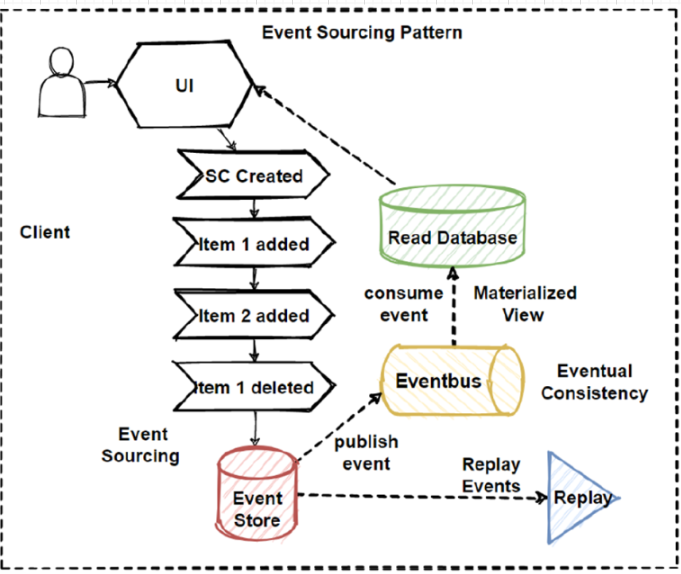 Event Sourcing Pattern
UI
SC Created
Client
Item 1 added
Read Database
consume
event
Materialized
View
Item 2 added
Item 1 deleted
Eventbus
Eventual
Consistency
Event
Sourcing
publish
event
Event
Store
Replay
Events
Replay